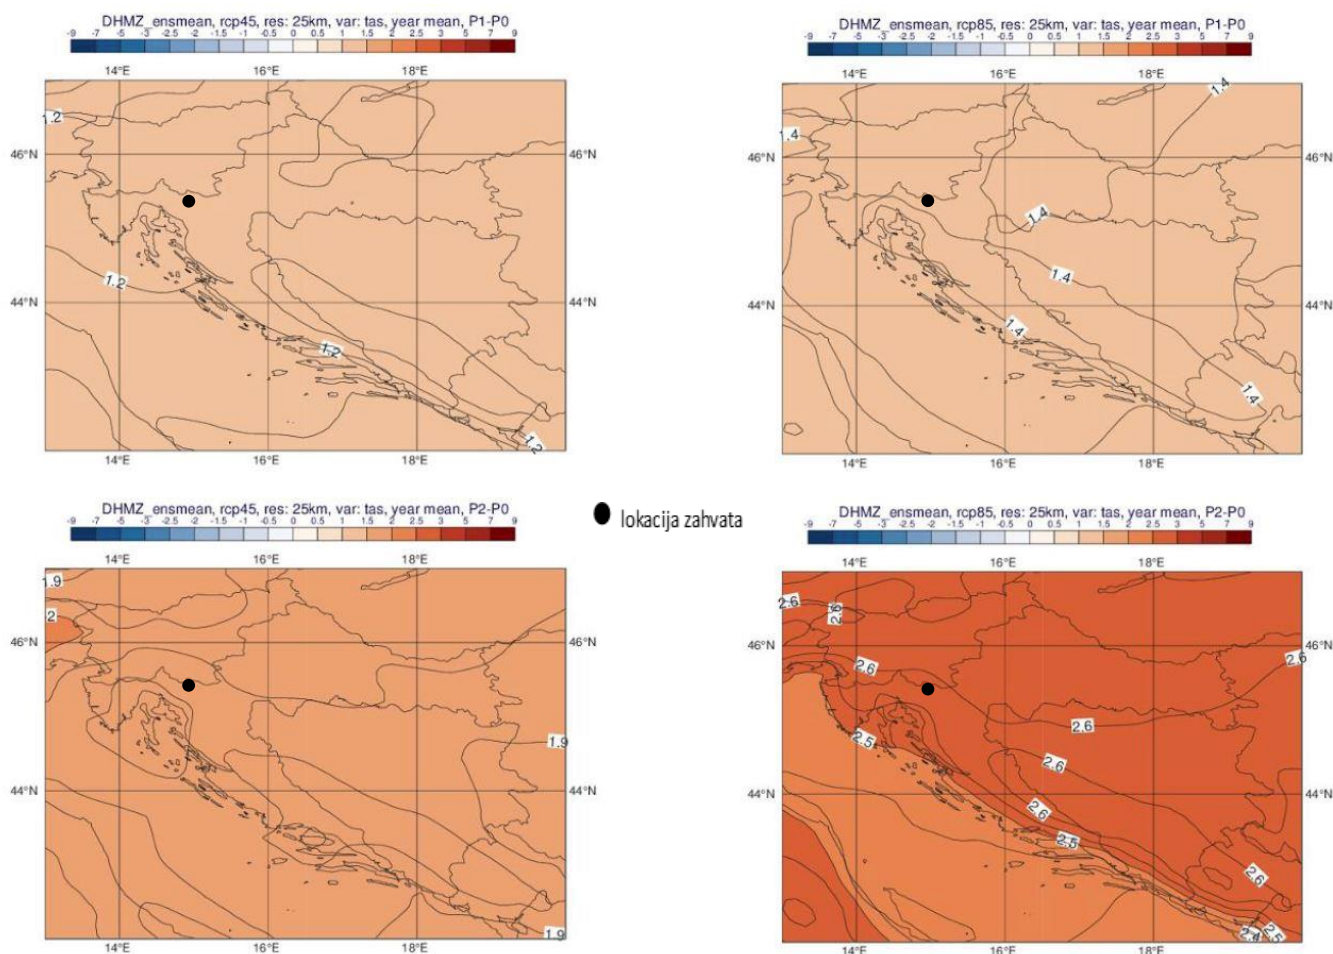 DHMZ_ensmean, rcp45, res: 25km, var: tas, year mean, P1-P0
-9 -7 -5 -3 -2.5 -2 -1.5 -1 -0.5 0 0.5 1 1.5 2 2.5 3 5 7 9
14°E 16°E 18°E
1.2
46°N 46°N
1.2
44°N 44°N
1.2
1.2
14°E 16°E 18°E
DHMZ_ensmean, rcp85, res: 25km, var: tas, year mean, P1-P0
-9 -7 -5 -3 -2.5 -2 -1.5 -1 -0.5 0 0.5 1 1.5 2 2.5 3 5 7 9
14°E 16°E 18°E
1.4
1.4
46°N 46°N
1.4
1.4
44°N 44°N
1.4
1.4
14°E 16°E 18°E
DHMZ_ensmean, rcp45, res: 25km, var: tas, year mean, P2-P0
-9 -7 -5 -3 -2.5 -2 -1.5 -1 -0.5 0 0.5 1 1.5 2 2.5 3 5 7 9
14°E 16°E 18°E
1.9
2
46°N 46°N
1.9
44°N 44°N
1.9
14°E 16°E 18°E
lokacija zahvata
DHMZ_ensmean, rcp85, res: 25km, var: tas, year mean, P2-P0
-9 -7 -5 -3 -2.5 -2 -1.5 -1 -0.5 0 0.5 1 1.5 2 2.5 3 5 7 9
14°E 16°E 18°E
2.6 2.6
46°N 46°N
2.6 2.6
2.6
2.5
2.6
44°N 44°N
2.6
2.5
2.6
2.5
2.4
14°E 16°E 18°E